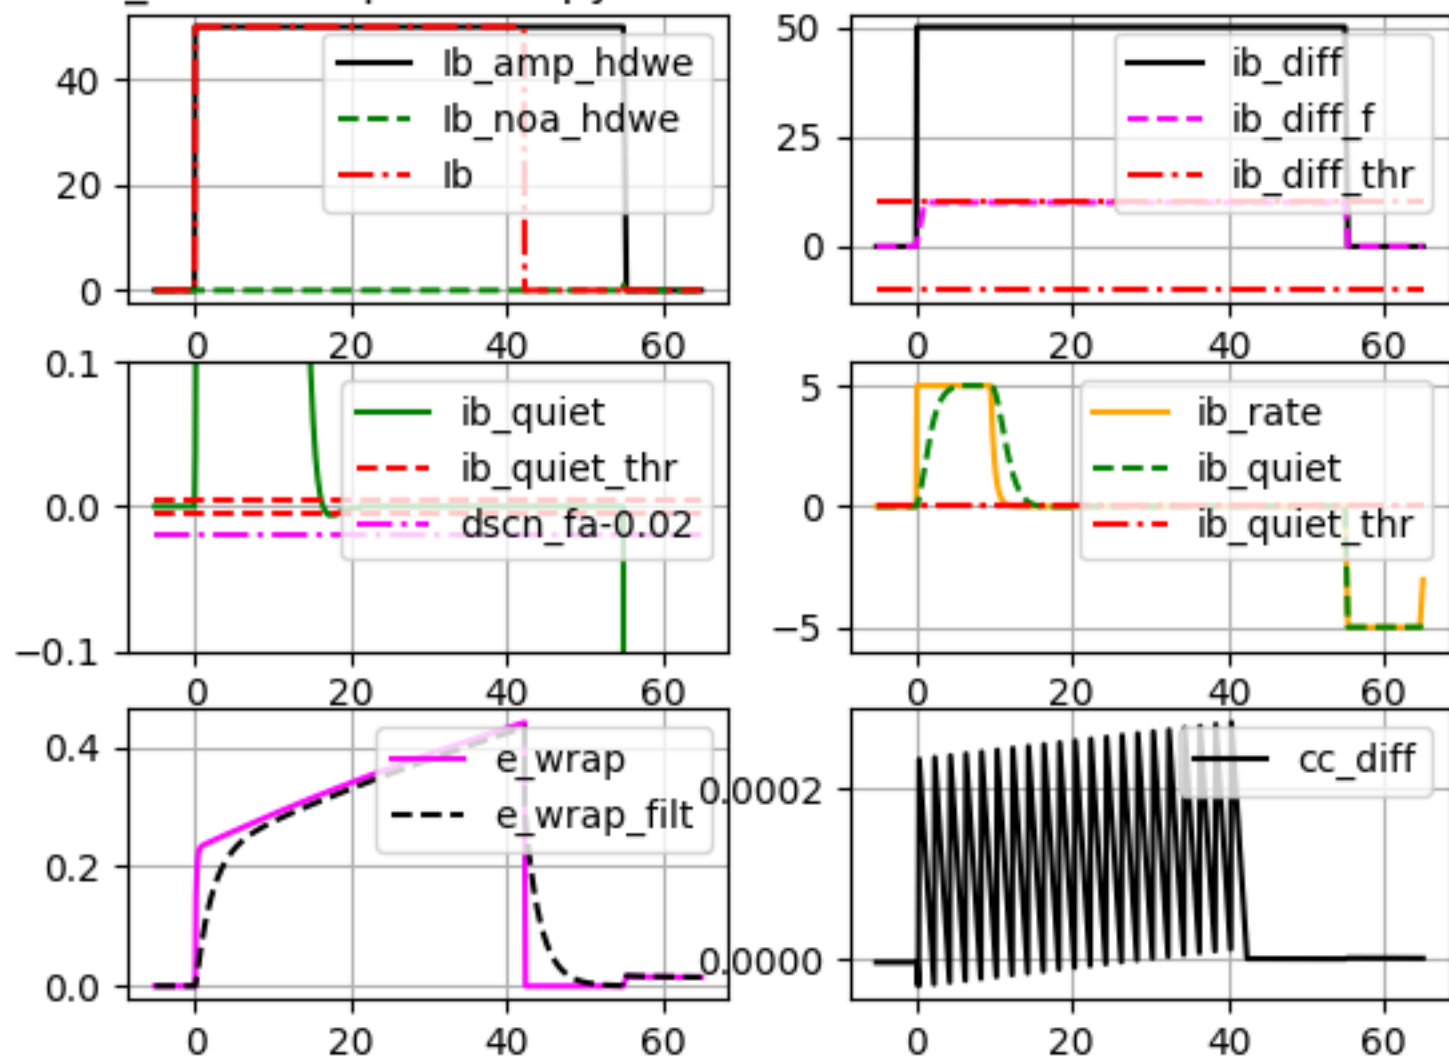 40
20
0
0
20
40
60
Ib_amp_hdwe
Ib_noa_hdwe
Ib
50
25
0
0
20
40
60
ib_diff
ib_diff_f
ib_diff_thr
0.1
0.0
−0.1
0
20
40
60
ib_quiet
ib_quiet_thr
dscn_fa-0.02
5
0
−5
0
20
40
60
ib_rate
ib_quiet
ib_quiet_thr
0.4
0.2
0.0
0
20
40
60
e_wrap
e_wrap_filt
0.0002
0.0000
0
20
40
60
cc_diff